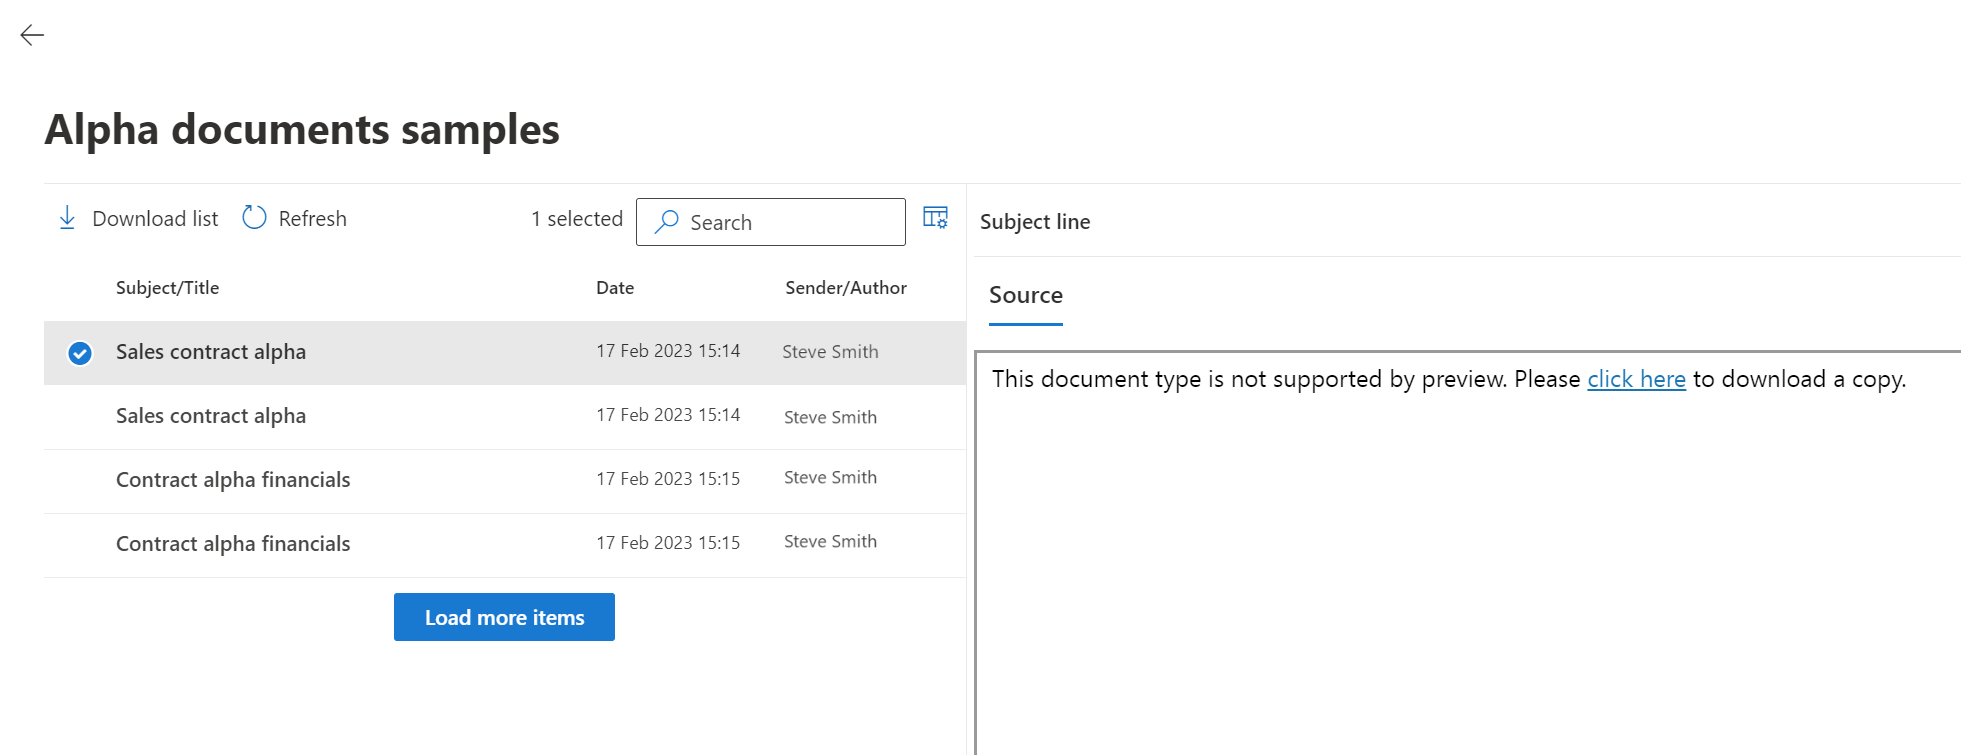 Alpha documents samples
Download list Refresh 1 selected Search
Subject/Title Date Sender/Author
Sales contract alpha 17 Feb 2023 15:14 Steve Smith
Sales contract alpha 17 Feb 2023 15:14 Steve Smith
Contract alpha financials 17 Feb 2023 15:15 Steve Smith
Contract alpha financials 17 Feb 2023 15:15 Steve Smith
Load more items
Subject line
Source
This document type is not supported by preview. Please click here to download a copy.